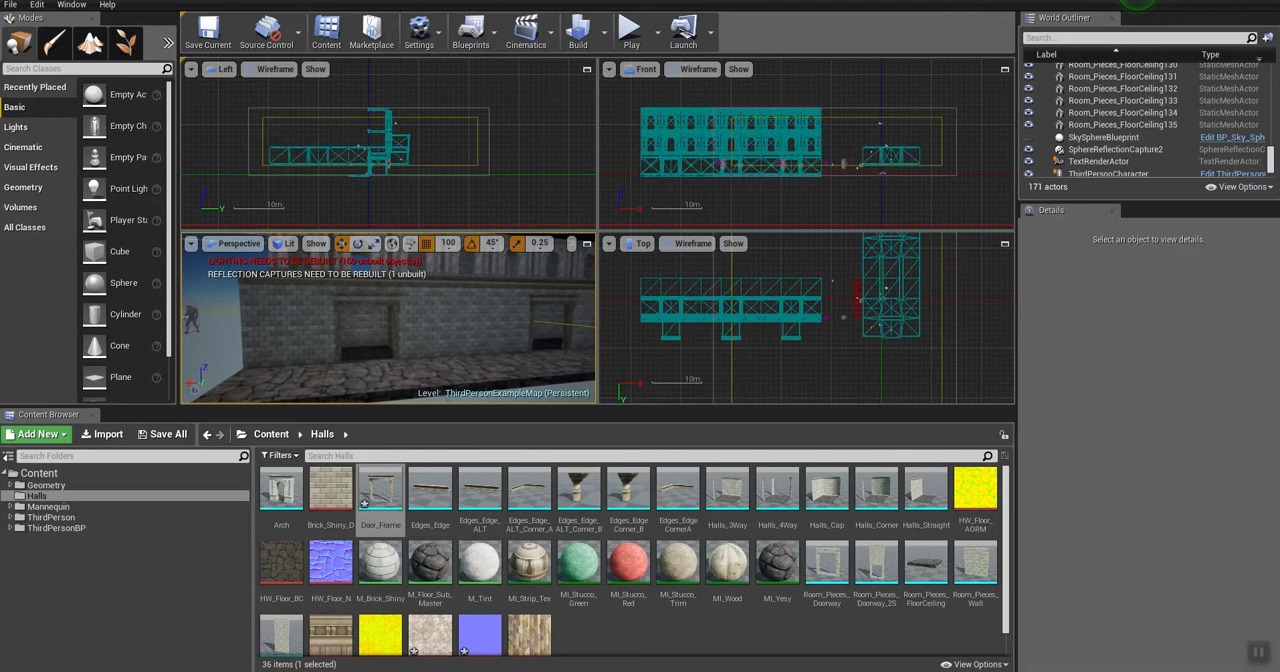 File Edit Window Help
Modes
Search Classes
Recently Placed
Basic
Lights
Cinematic
Visual Effects
Geometry
Volumes
All Classes
Empty Ac
Empty Ch
Empty Pa
Point Ligh
Player Sta
Cube
Sphere
Cylinder
Cone
Plane
Save Current
Source Control
Content
Marketplace
Settings
Blueprints
Cinematics
Build
Play
Launch
Left Wireframe Show
10m
Front Wireframe Show
10m
Perspective Lit Show 100 45° 0.25
LIGHTING NEEDS TO BE REBUILT (160 unbuilt object(s))
REFLECTION CAPTURES NEED TO BE REBUILT (1 unbuilt)
Level: ThirdPersonExampleMap (Persistent)
Top Wireframe Show
10m
World Outliner
Search...
Label Type
Room_Pieces_FloorCeiling130 StaticMeshActor
Room_Pieces_FloorCeiling131 StaticMeshActor
Room_Pieces_FloorCeiling132 StaticMeshActor
Room_Pieces_FloorCeiling133 StaticMeshActor
Room_Pieces_FloorCeiling134 StaticMeshActor
Room_Pieces_FloorCeiling135 StaticMeshActor
SkySphereBlueprint Edit BP_Sky_Sph
SphereReflectionCapture2 SphereReflectionC
TextRenderActor TextRenderActor
ThirdPersonCharacter Edit ThirdPerson
171 actors View Options
Details
Select an object to view details.
Content Browser
Add New Import Save All Content Halls
Search Folders
Content
Geometry
Halls
Mannequin
ThirdPerson
ThirdPersonBP
Filters Search Halls
Arch Brick_Shiny_D Door_Frame Edges_Edge Edges_Edge_ALT Edges_Edge_ALT_Corner_A Edges_Edge_ALT_Corner_B Edges_Edge_Corner_B Edges_Edge_CornerA Halls_3Way Halls_4Way Halls_Cap Halls_Corner Halls_Straight HW_Floor_AORM
HW_Floor_BC HW_Floor_N M_Brick_Shiny M_Floor_Sub_Master M_Tint MI_Strip_Tex MI_Stucco_Green MI_Stucco_Red MI_Stucco_Trim MI_Wood MI_Yesy Room_Pieces_Doorway Room_Pieces_Doorway_2S Room_Pieces_FloorCeiling Room_Pieces_Wall
36 items (1 selected) View Options